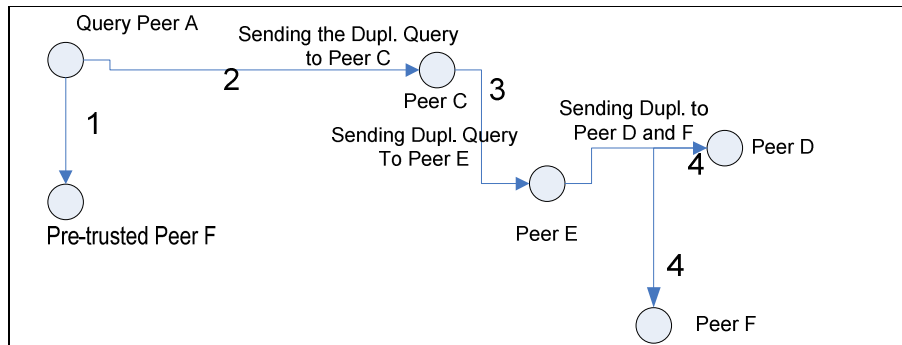 Query Peer A
Sending the Dupl. Query
to Peer C
2
Peer C
3
1
Sending Dupl. Query
To Peer E
Sending Dupl. to
Peer D and F
4
Peer D
Pre-trusted Peer F
Peer E
4
Peer F